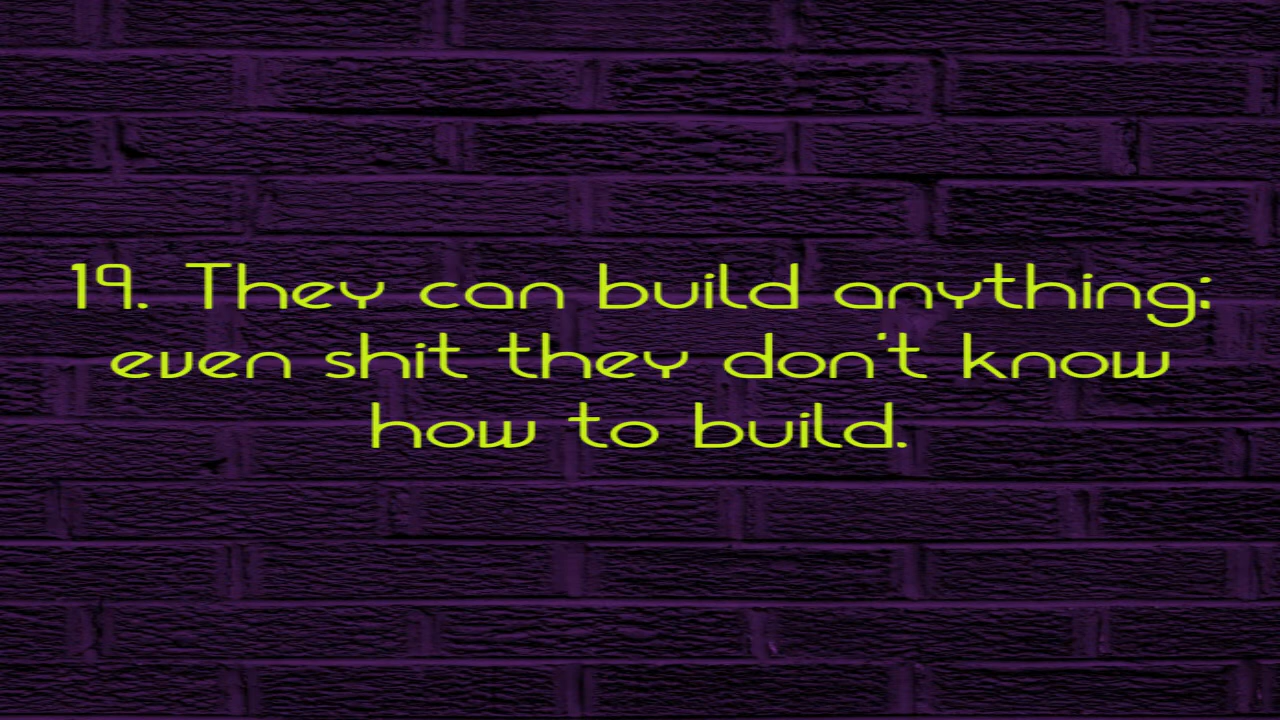 19. They can build anything:
even shit they don't know
how to build.